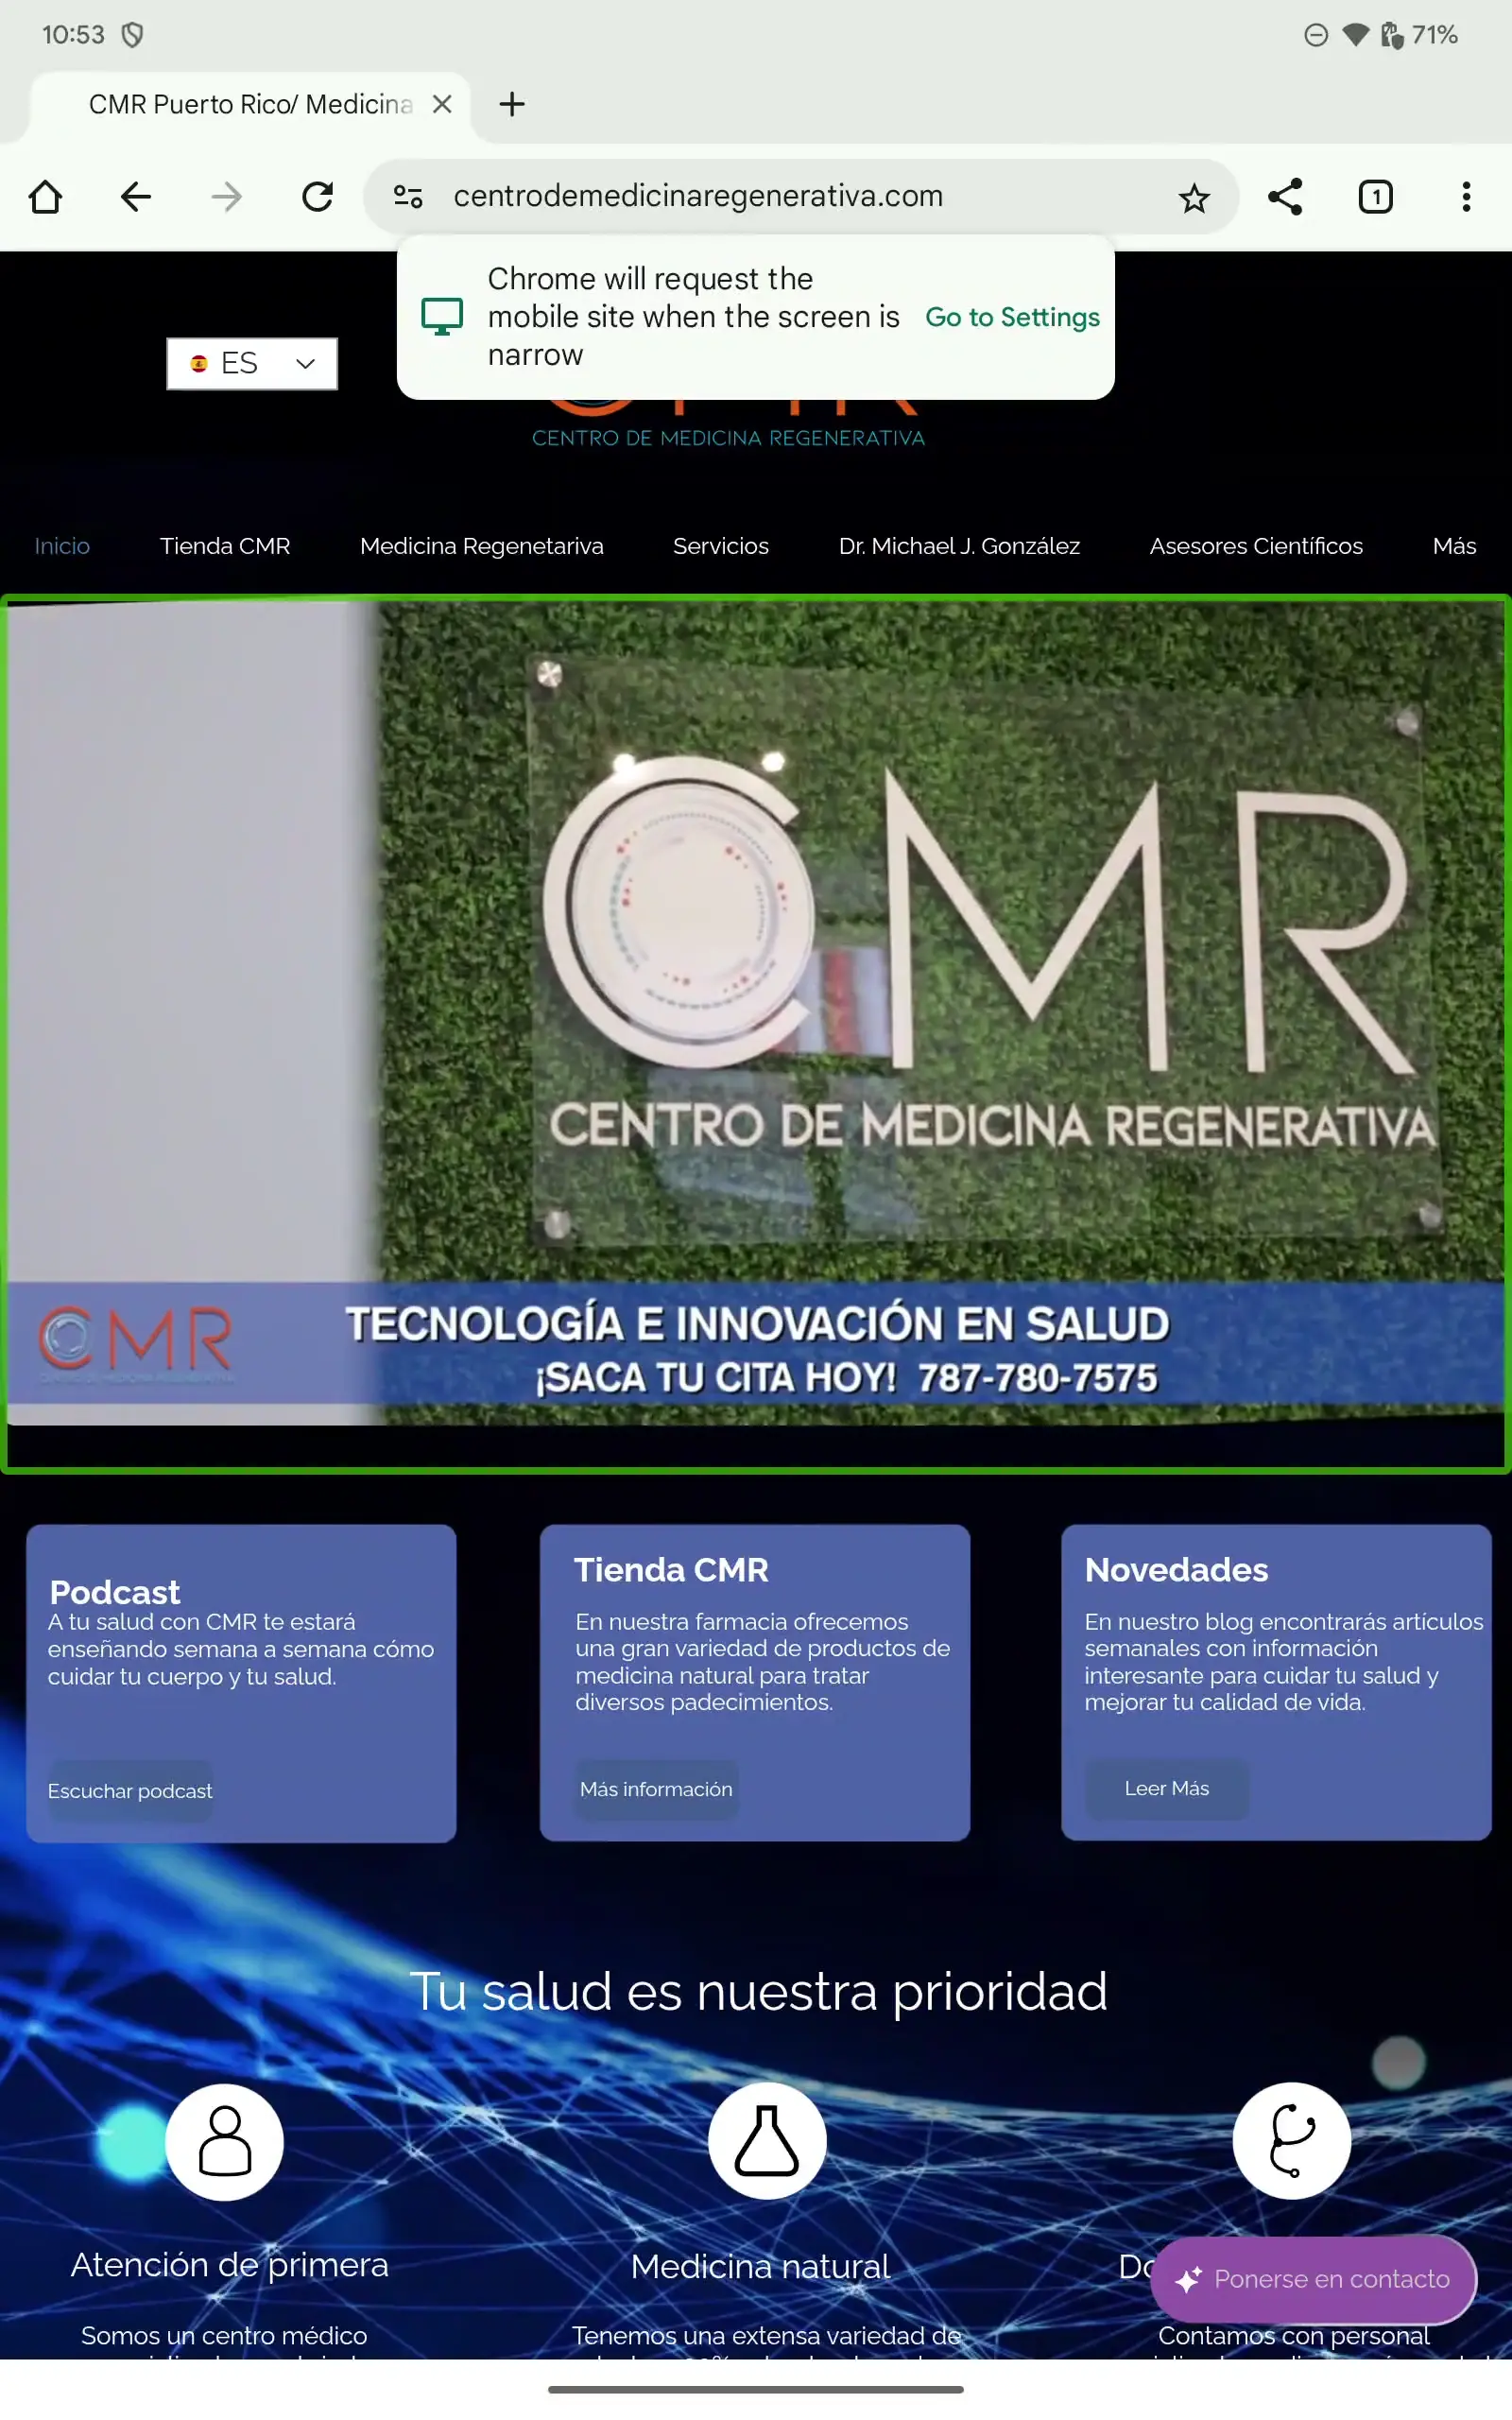 10:53
71%
CMR Puerto Rico/ Medicina
centrodemedicinaregenerativa.com
1
Chrome will request the
mobile site when the screen is
narrow
Go to Settings
ES
CENTRO DE MEDICINA REGENERATIVA
Inicio
Tienda CMR
Medicina Regenetariva
Servicios
Dr. Michael J. González
Asesores Científicos
Más
CMR
CENTRO DE MEDICINA REGENERATIVA
CMR
TECNOLOGÍA E INNOVACIÓN EN SALUD
¡SACA TU CITA HOY! 787-780-7575
Podcast
A tu salud con CMR te estará
enseñando semana a semana cómo
cuidar tu cuerpo y tu salud.
Escuchar podcast
Tienda CMR
En nuestra farmacia ofrecemos
una gran variedad de productos de
medicina natural para tratar
diversos padecimientos.
Más información
Novedades
En nuestro blog encontrarás artículos
semanales con información
interesante para cuidar tu salud y
mejorar tu calidad de vida.
Leer Más
Tu salud es nuestra prioridad
Atención de primera
Somos un centro médico
Medicina natural
Tenemos una extensa variedad de
Ponerse en contacto
Contamos con personal